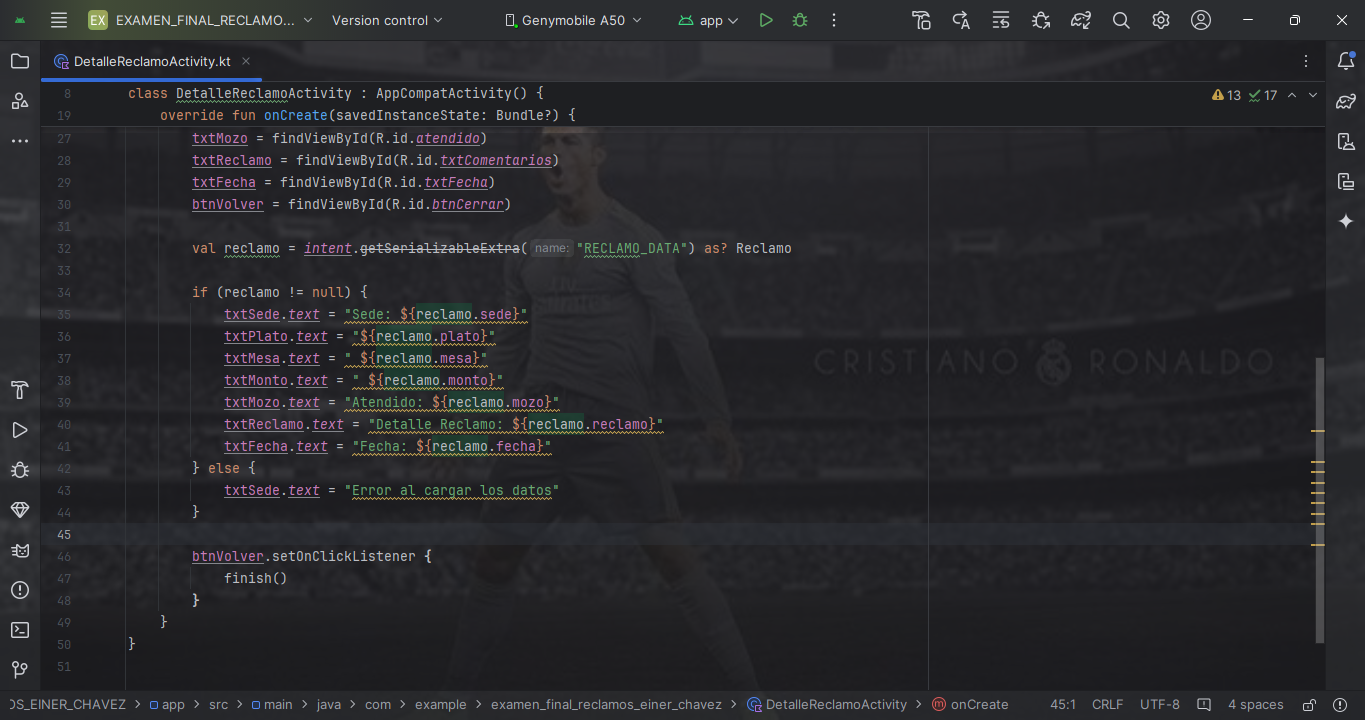 EX EXAMEN_FINAL_RECLAMO... Version control Genymobile A50 app
DetalleReclamoActivity.kt
8 class DetalleReclamoActivity : AppCompatActivity() { 13 17
19 override fun onCreate(savedInstanceState: Bundle?) {
27 txtMozo = findViewById(R.id.atendido)
28 txtReclamo = findViewById(R.id.txtComentarios)
29 txtFecha = findViewById(R.id.txtFecha)
30 btnVolver = findViewById(R.id.btnCerrar)
31
32 val reclamo = intent.getSerializableExtra( name: "RECLAMO_DATA") as? Reclamo
33
34 if (reclamo != null) {
35 txtSede.text = "Sede: ${reclamo.sede}"
36 txtPlato.text = "${reclamo.plato}"
37 txtMesa.text = " ${reclamo.mesa}"
38 txtMonto.text = " ${reclamo.monto}"
39 txtMozo.text = "Atendido: ${reclamo.mozo}"
40 txtReclamo.text = "Detalle Reclamo: ${reclamo.reclamo}"
41 txtFecha.text = "Fecha: ${reclamo.fecha}"
42 } else {
43 txtSede.text = "Error al cargar los datos"
44 }
45
46 btnVolver.setOnClickListener {
47 finish()
48 }
49 }
50 }
51
CRISTIANO RONALDO
OS_EINER_CHAVEZ > app > src > main > java > com > example > examen_final_reclamos_einer_chavez > DetalleReclamoActivity > onCreate 45:1 CRLF UTF-8 4 spaces